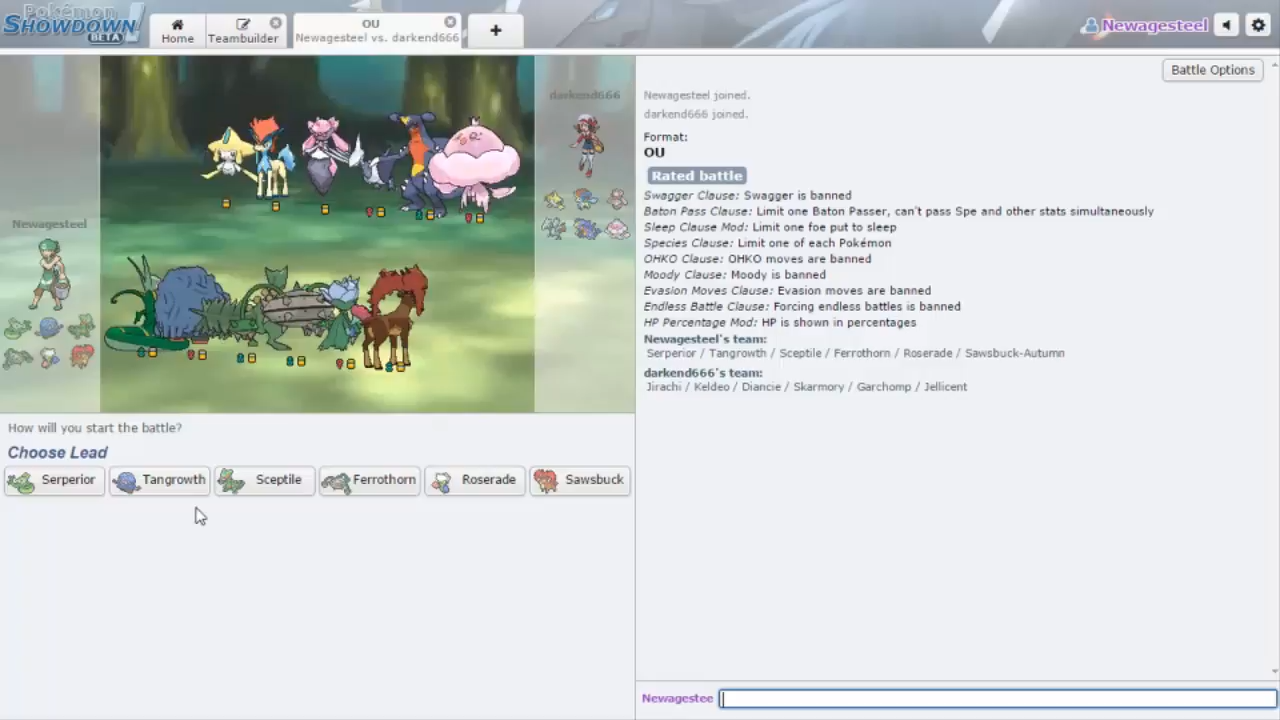 Pokémon
SHOWDOWN
BETA
Home
Teambuilder
OU
Newagesteel vs. darkend666
+
Newagesteel
Battle Options
darkend666
Newagesteel
Newagesteel joined.
darkend666 joined.
Format:
OU
Rated battle
Swagger Clause: Swagger is banned
Baton Pass Clause: Limit one Baton Passer, can't pass Spe and other stats simultaneously
Sleep Clause Mod: Limit one foe put to sleep
Species Clause: Limit one of each Pokémon
OHKO Clause: OHKO moves are banned
Moody Clause: Moody is banned
Evasion Moves Clause: Evasion moves are banned
Endless Battle Clause: Forcing endless battles is banned
HP Percentage Mod: HP is shown in percentages
Newagesteel's team:
Serperior / Tangrowth / Sceptile / Ferrothorn / Roserade / Sawsbuck-Autumn
darkend666's team:
Jirachi / Keldeo / Diancie / Skarmory / Garchomp / Jellicent
How will you start the battle?
Choose Lead
Serperior
Tangrowth
Sceptile
Ferrothorn
Roserade
Sawsbuck
Newagestee